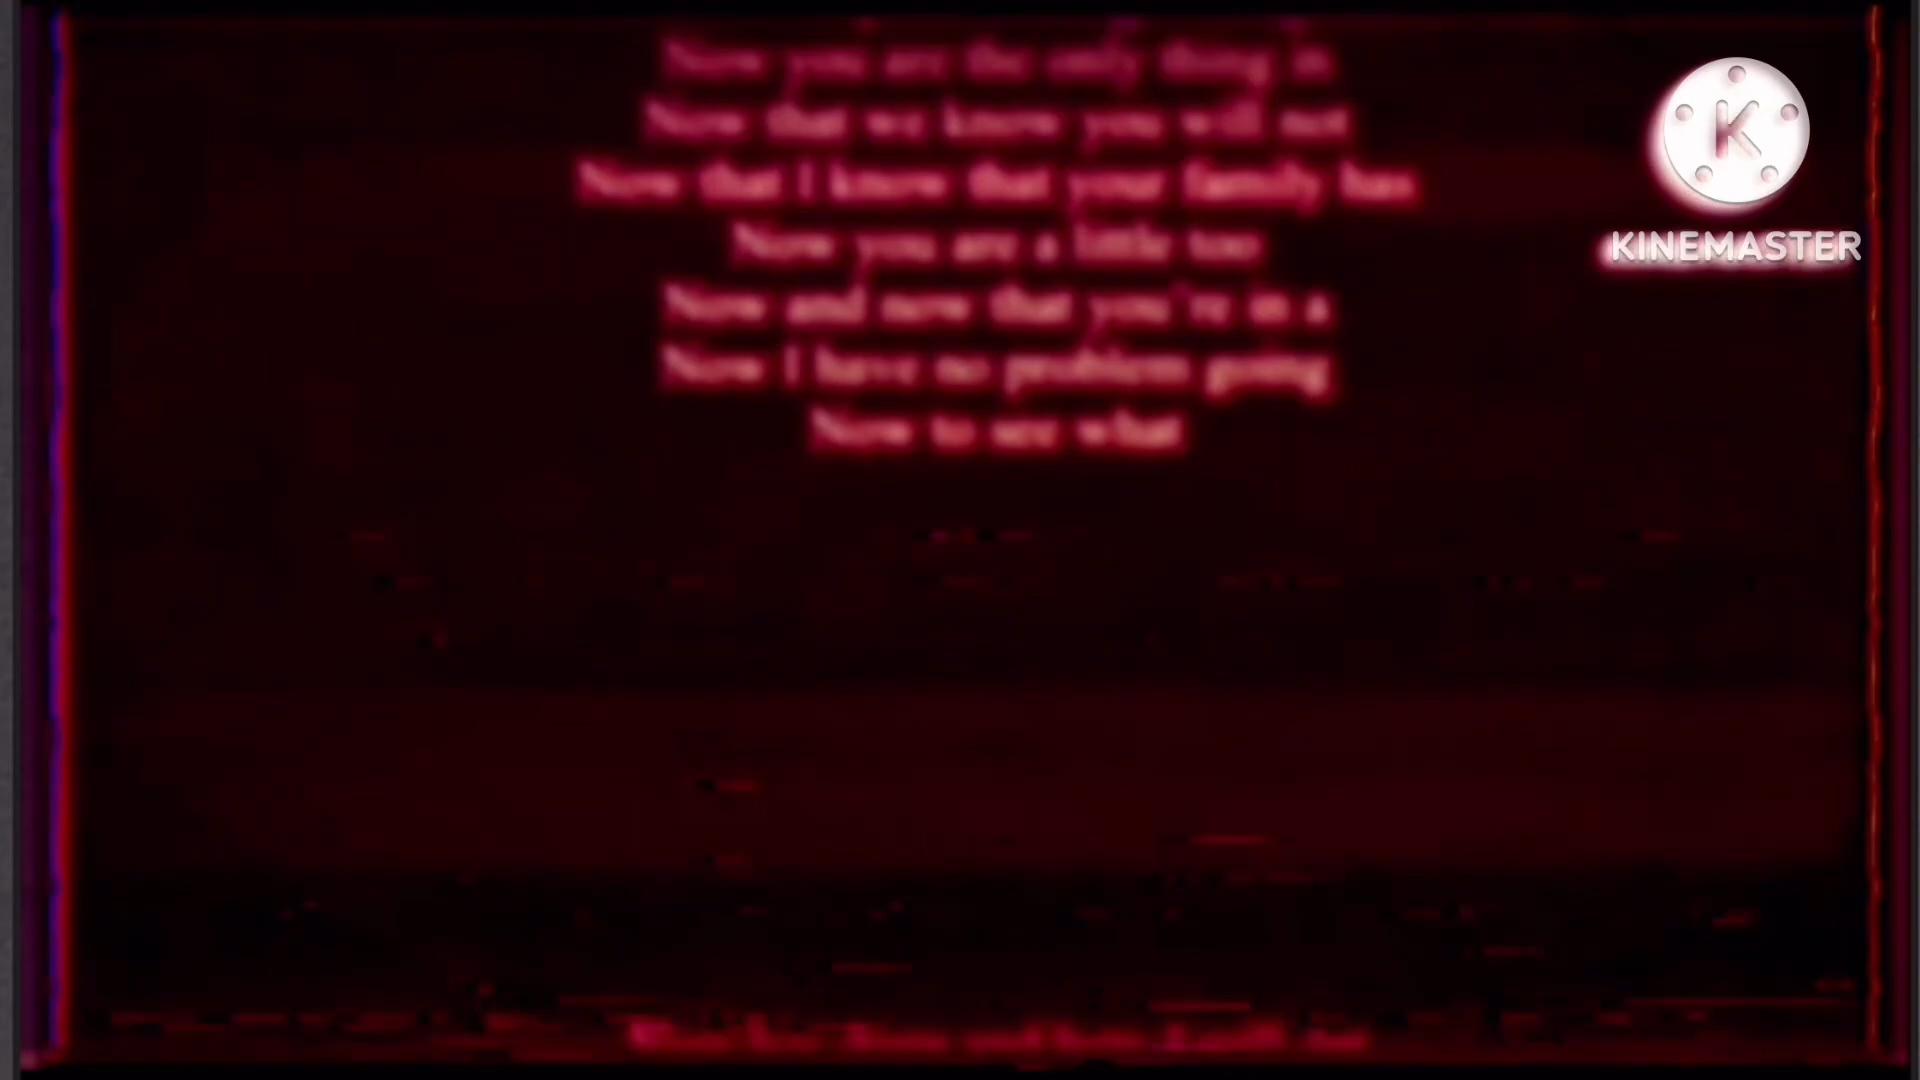 Now you are the only thing in
Now that we know you will not
Now that I know that your family has
Now you are a little too
Now and now that you're in a
Now I have no problem going
Now to see what
K
KINEMASTER